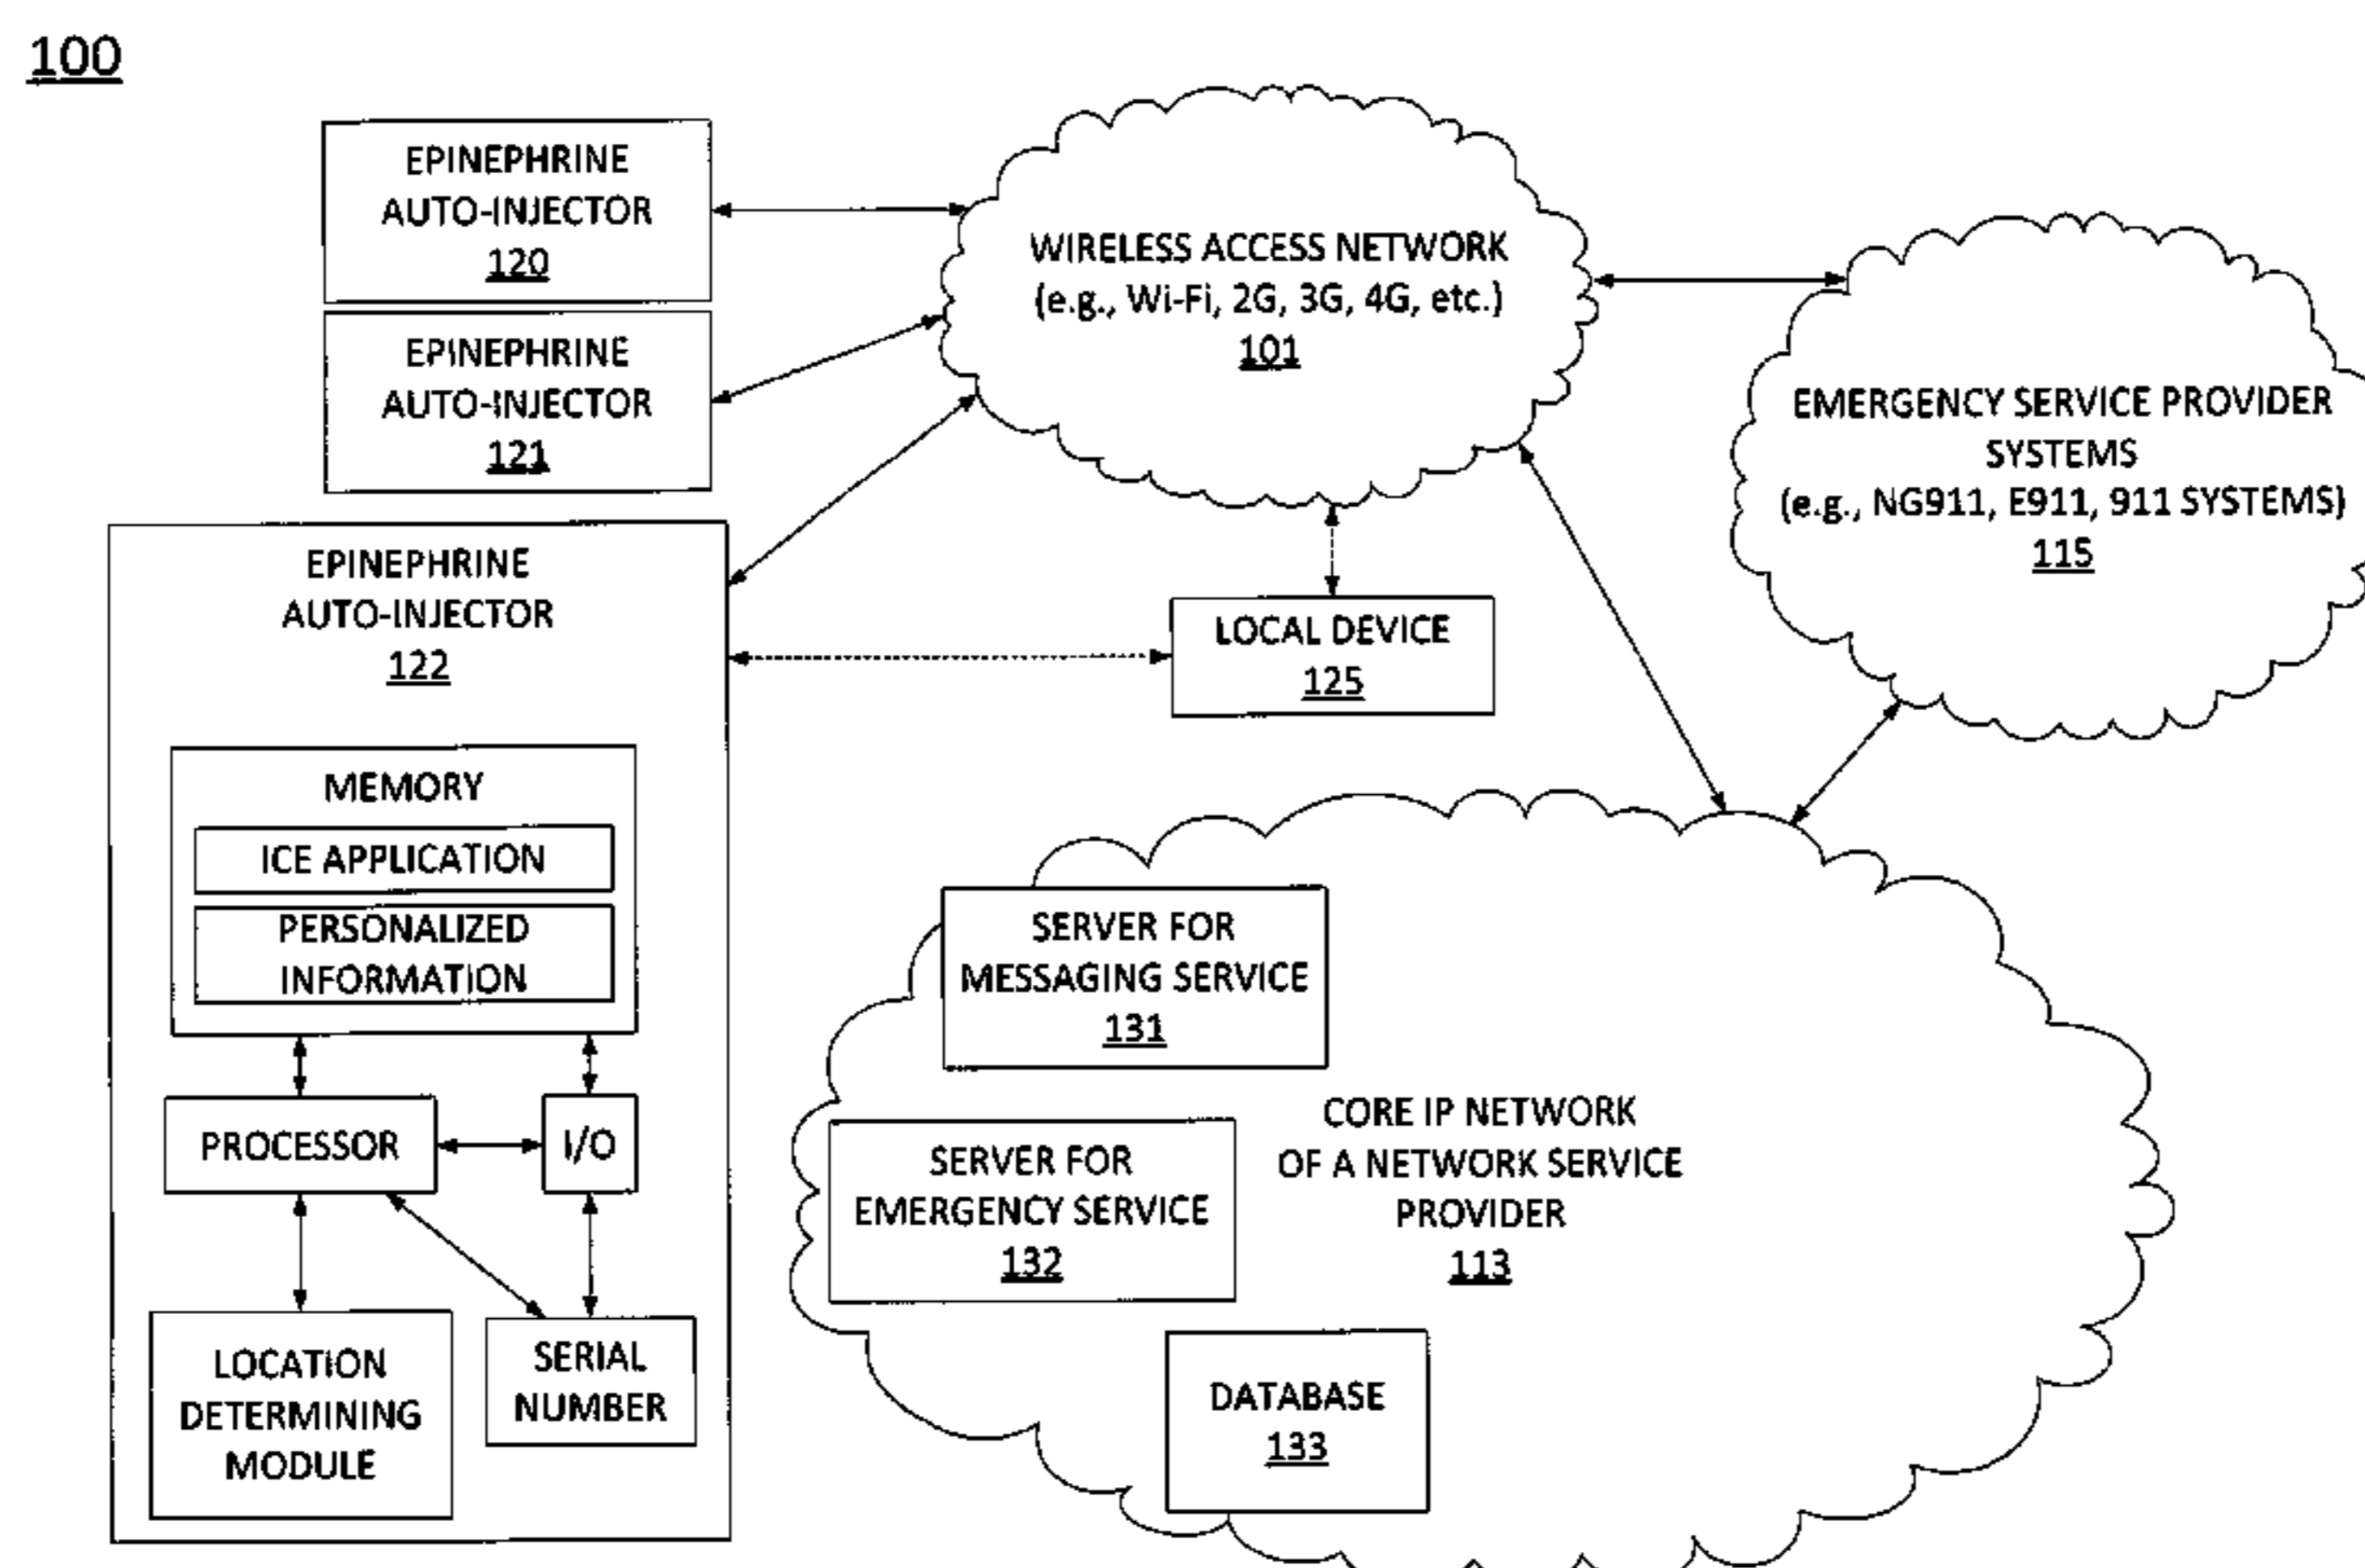 100
EPINEPHRINE
AUTO-INJECTOR
120
EPINEPHRINE
AUTO-INJECTOR
121
WIRELESS ACCESS NETWORK
(e.g., Wi-Fi, 2G, 3G, 4G, etc.)
101
EMERGENCY SERVICE PROVIDER
SYSTEMS
(e.g., NG911, E911, 911 SYSTEMS)
115
EPINEPHRINE
AUTO-INJECTOR
122
LOCAL DEVICE
125
MEMORY
ICE APPLICATION
PERSONALIZED
INFORMATION
PROCESSOR
I/O
LOCATION
DETERMINING
MODULE
SERIAL
NUMBER
SERVER FOR
MESSAGING SERVICE
131
SERVER FOR
EMERGENCY SERVICE
132
CORE IP NETWORK
OF A NETWORK SERVICE
PROVIDER
113
DATABASE
133